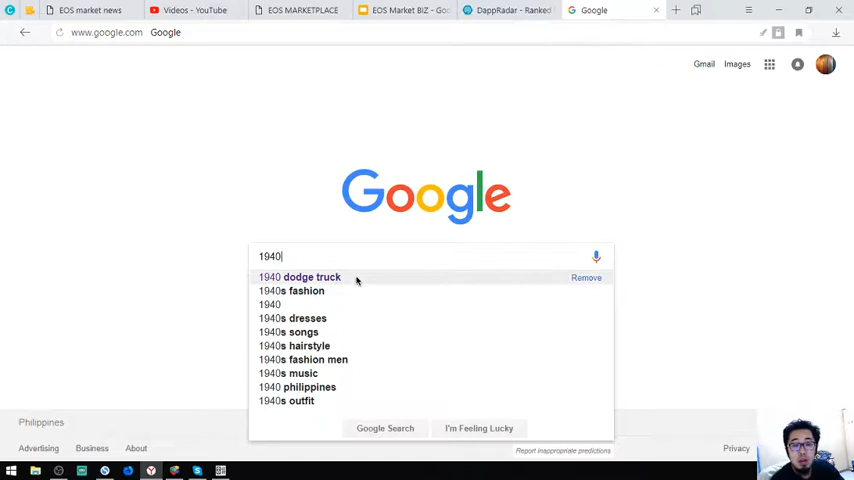 EOS market news
Videos - YouTube
EOS MARKETPLACE
EOS Market BIZ - Goo
DappRadar - Ranked
Google
www.google.com Google
Gmail Images
Google
1940
1940 dodge truck Remove
1940s fashion
1940
1940s dresses
1940s songs
1940s hairstyle
1940s fashion men
1940s music
1940 philippines
1940s outfit
Google Search I'm Feeling Lucky
Report inappropriate predictions
Philippines
Advertising Business About Privacy